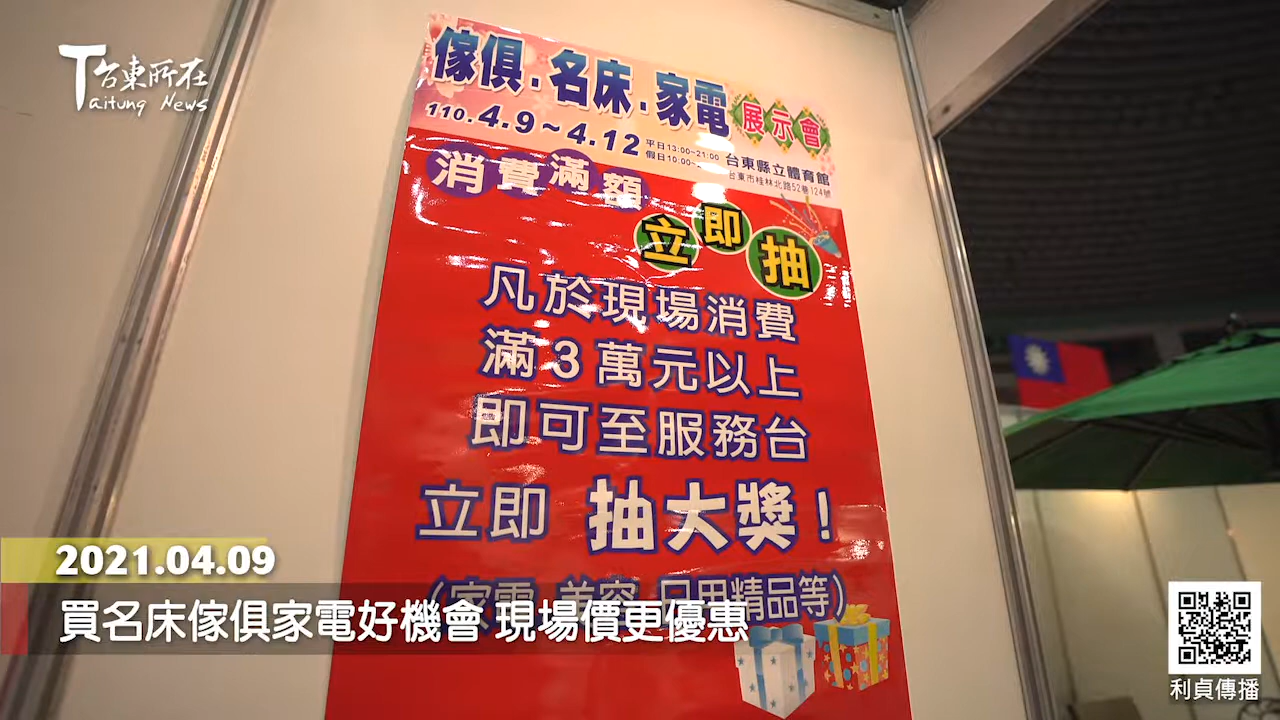 台東所在
Taitung News
傢俱.名床.家電 展示會
110.4.9~4.12
平日13:00~21:00
假日10:00~
台東縣立體育館
台東市桂林北路52巷124號
消費滿額
立即抽
凡於現場消費
滿3萬元以上
即可至服務台
立即 抽大獎!
(家電 美容 日用精品等)
2021.04.09
買名床傢俱家電好機會 現場價更優惠
利貞傳播